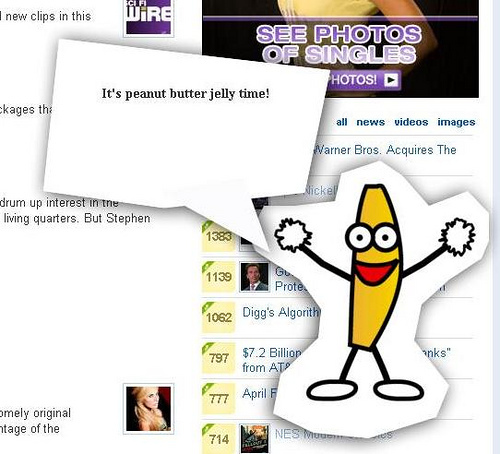 l new clips in this
SCI FI
WiRE
SEE PHOTOS
OF SINGLES
PHOTOS!
It's peanut butter jelly time!
ckages tha
all news videos images
Warner Bros. Acquires The
Nickel
drum up interest in the
living quarters. But Stephen
1383
1139
Go
Prote
1062
Digg's Algorith
797
$7.2 Billion
from AT&
777
April F
omely original
ntage of the
714
NES Modern